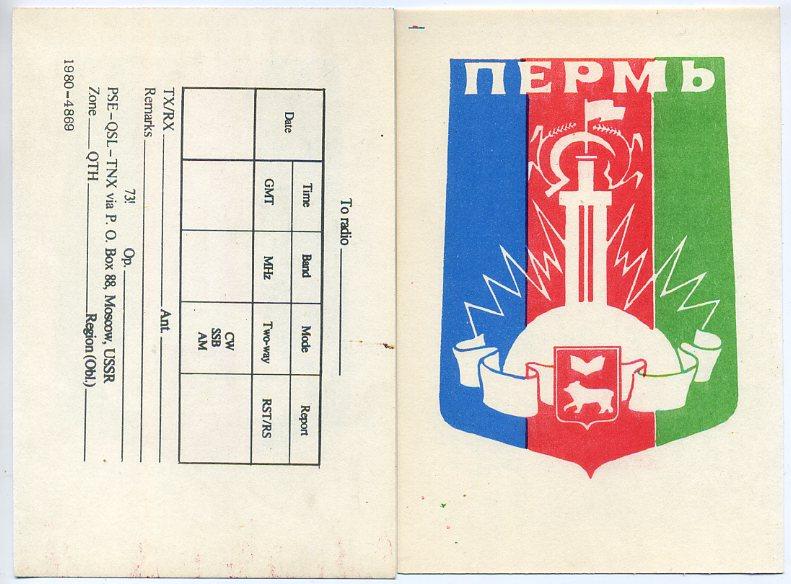 To radio
Date Time Band Mode Report
GMT MHz Two-way RST/RS
CW
SSB
AM
TX/RX Ant.
Remarks
73! Op.
PSE-QSL-TNX via P. O. Box 88, Moscow, USSR
Zone QTH Region (Obl.)
1980-4869
ПЕРМЬ